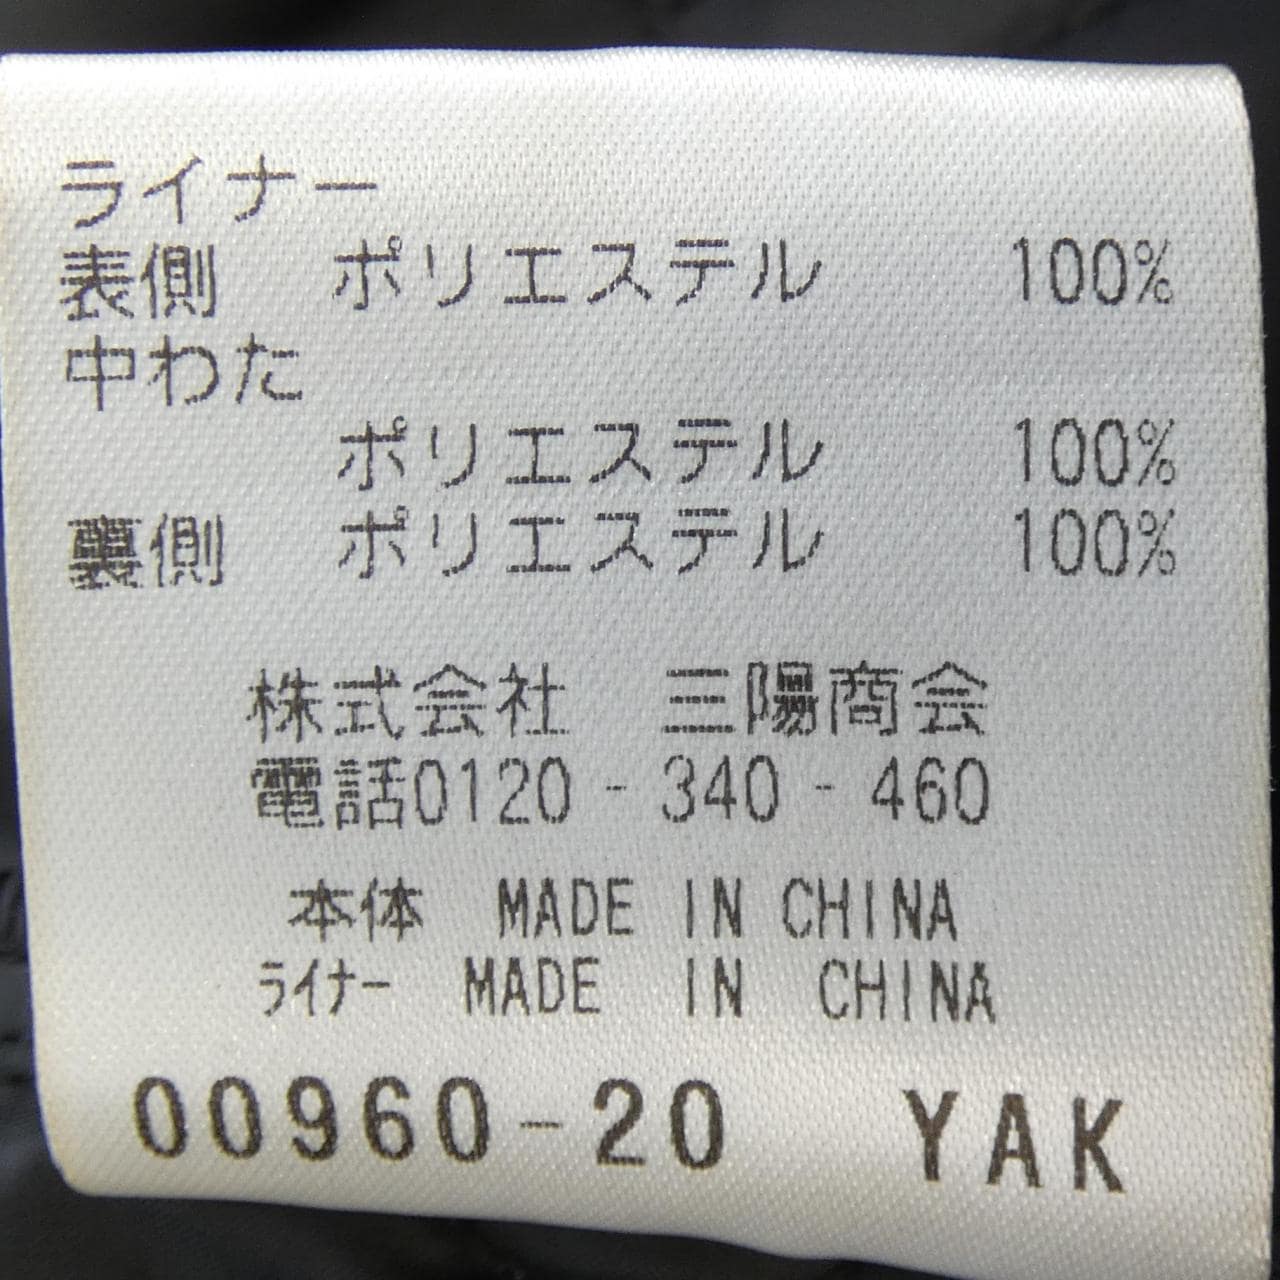 ライナー
表側 ポリエステル 100%
中わた
ポリエステル 100%
裏側 ポリエステル 100%
株式会社 三陽商会
電話0120-340-460
本体 MADE IN CHINA
ライナー MADE IN CHINA
00960-20 YAK